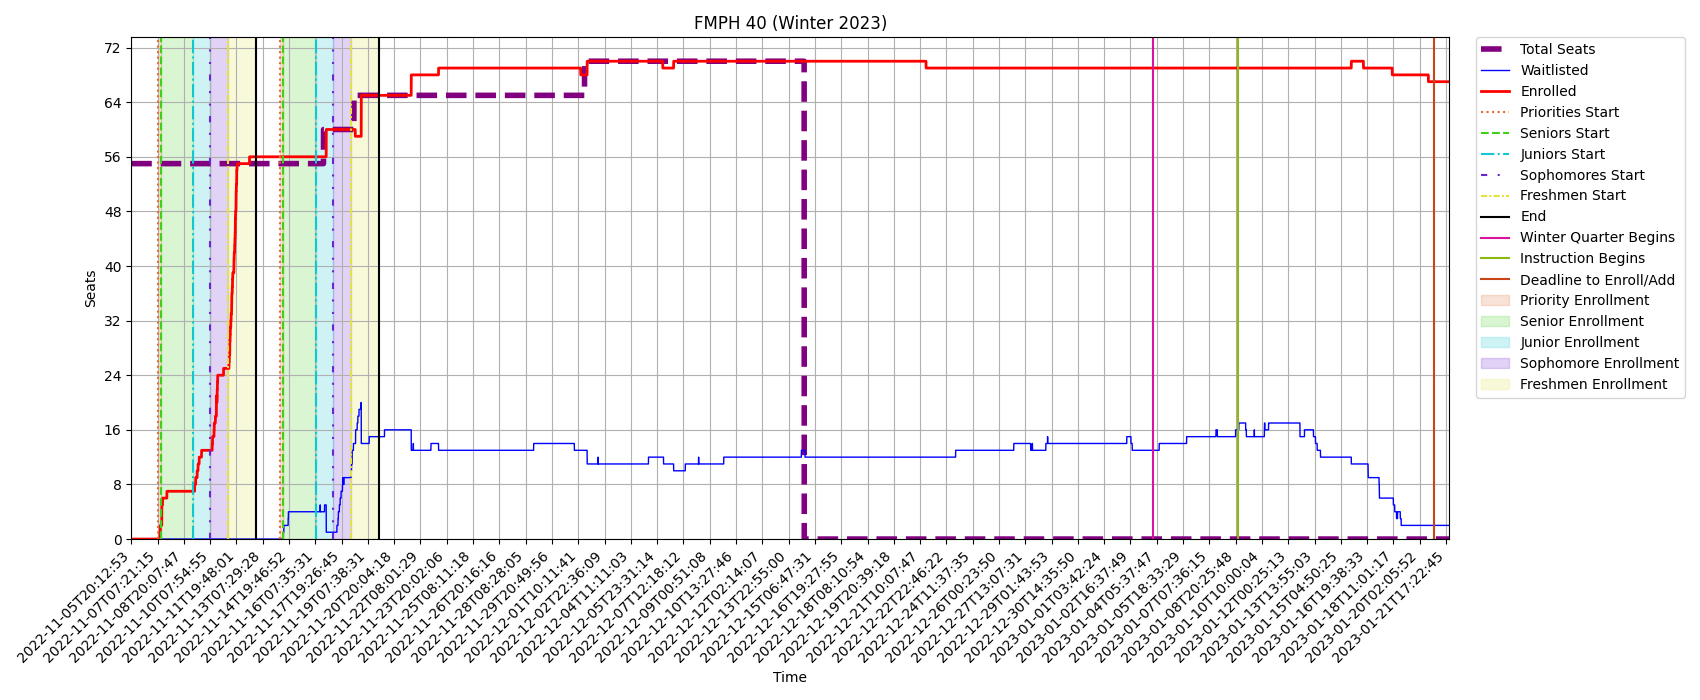 FMPH 40 (Winter 2023)
72
64
56
48
40
32
24
16
8
0
Seats
2022-11-05T20:12:53
2022-11-07T07:21:15
2022-11-08T20:07:47
2022-11-10T07:54:55
2022-11-11T19:48:01
2022-11-13T07:29:28
2022-11-14T19:46:52
2022-11-16T07:35:31
2022-11-17T19:26:45
2022-11-19T07:38:31
2022-11-20T20:04:18
2022-11-22T08:01:29
2022-11-23T20:02:06
2022-11-25T08:11:18
2022-11-26T20:16:16
2022-11-28T08:28:05
2022-11-29T20:49:56
2022-12-01T10:11:41
2022-12-02T22:36:09
2022-12-04T11:11:03
2022-12-05T23:31:14
2022-12-07T12:18:12
2022-12-09T00:51:08
2022-12-10T13:27:46
2022-12-12T02:14:07
2022-12-13T22:55:00
2022-12-15T06:47:31
2022-12-16T19:27:55
2022-12-18T08:10:54
2022-12-19T20:39:18
2022-12-21T10:07:47
2022-12-22T22:46:22
2022-12-24T11:37:35
2022-12-26T00:23:50
2022-12-27T13:07:31
2022-12-29T01:43:53
2022-12-30T14:35:50
2023-01-01T03:42:24
2023-01-02T16:37:49
2023-01-04T05:37:47
2023-01-05T18:33:29
2023-01-07T07:36:15
2023-01-08T20:25:48
2023-01-10T10:00:04
2023-01-12T00:25:13
2023-01-13T13:55:03
2023-01-15T04:50:25
2023-01-16T19:38:33
2023-01-18T11:01:17
2023-01-20T02:05:52
2023-01-21T17:22:45
Time
Total Seats
Waitlisted
Enrolled
Priorities Start
Seniors Start
Juniors Start
Sophomores Start
Freshmen Start
End
Winter Quarter Begins
Instruction Begins
Deadline to Enroll/Add
Priority Enrollment
Senior Enrollment
Junior Enrollment
Sophomore Enrollment
Freshmen Enrollment